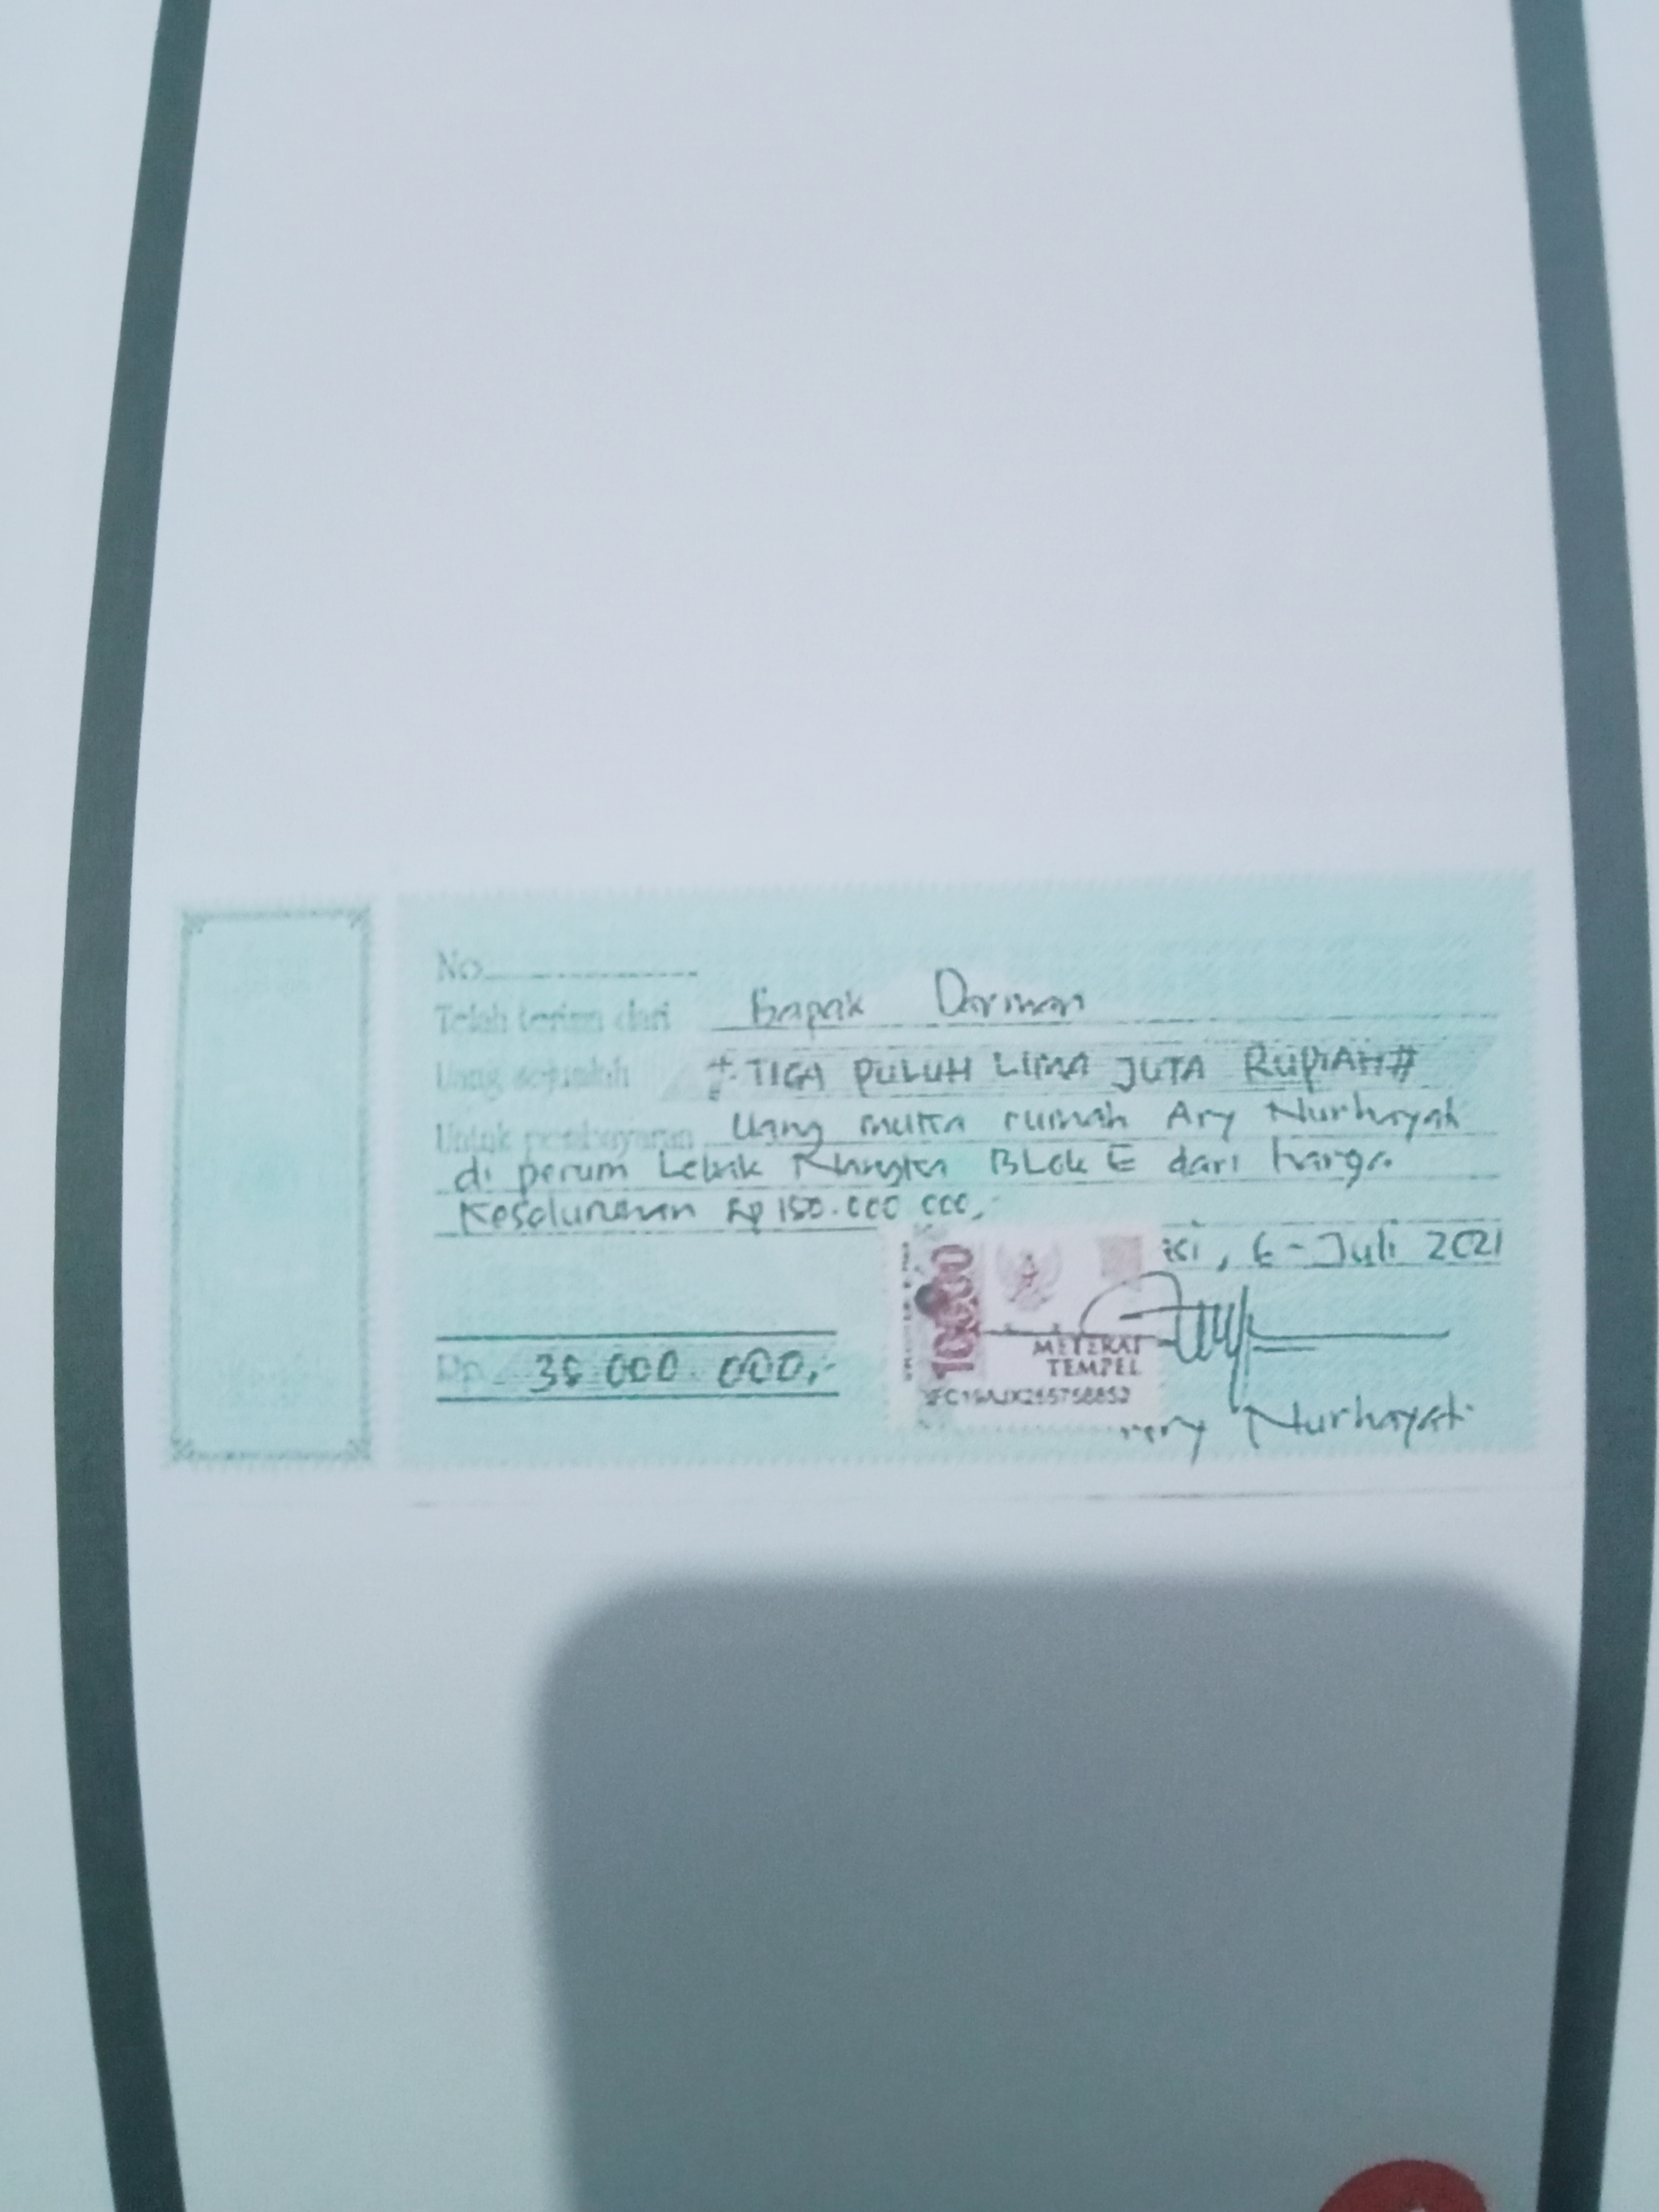 No
Telah terima dari Bapak Darman
Uang sejumlah # TIGA PULUH LIMA JUTA RUPIAH #
Untuk pembayaran Uang muka rumah Ary Nurhayati
di perum Lebak BLok E dari harga
Keseluruhan Rp 150.000 000,-
6 - Juli 2021
10000
METERAI
TEMPEL
Rp. 35 000 000,-
Nurhayati